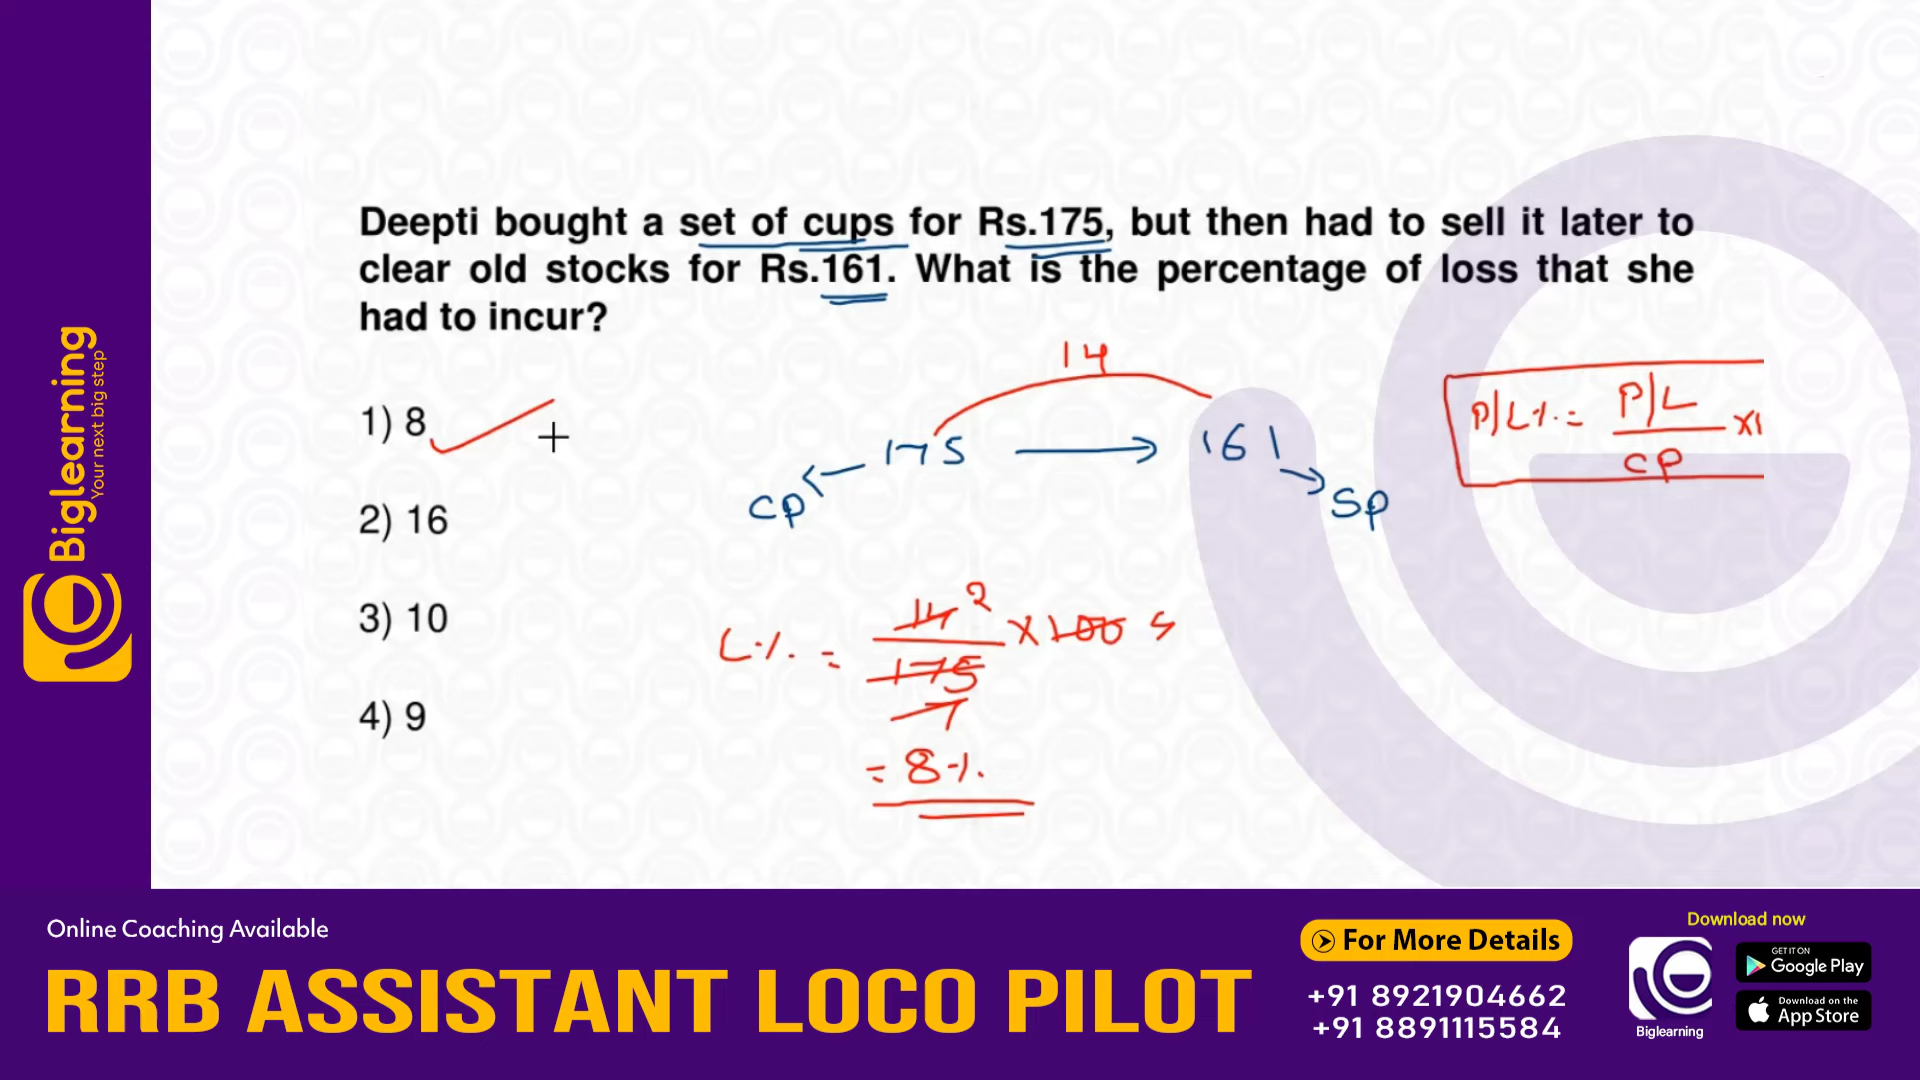 Deepti bought a set of cups for Rs.175, but then had to sell it later to
clear old stocks for Rs.161. What is the percentage of loss that she
had to incur?
14
1) 8
175 → 161
P/L% = P/L / CP ×1
CP
SP
2) 16
3) 10
L% = 14 2 / 175 × 100 5
7
4) 9
= 8%
Biglearning
Your next big step
Online Coaching Available
RRB ASSISTANT LOCO PILOT
For More Details
+91 8921904662
+91 8891115584
Download now
Biglearning
GET IT ON
Google Play
Download on the
App Store